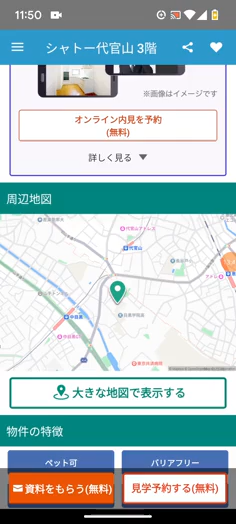 11:50
シャトー代官山 3階
※画像はイメージです
オンライン内見を予約
(無料)
詳しく見る
周辺地図
代官山
中目黒
大きな地図で表示する
物件の特徴
ペット可
バリアフリー
資料をもらう(無料)
見学予約する(無料)